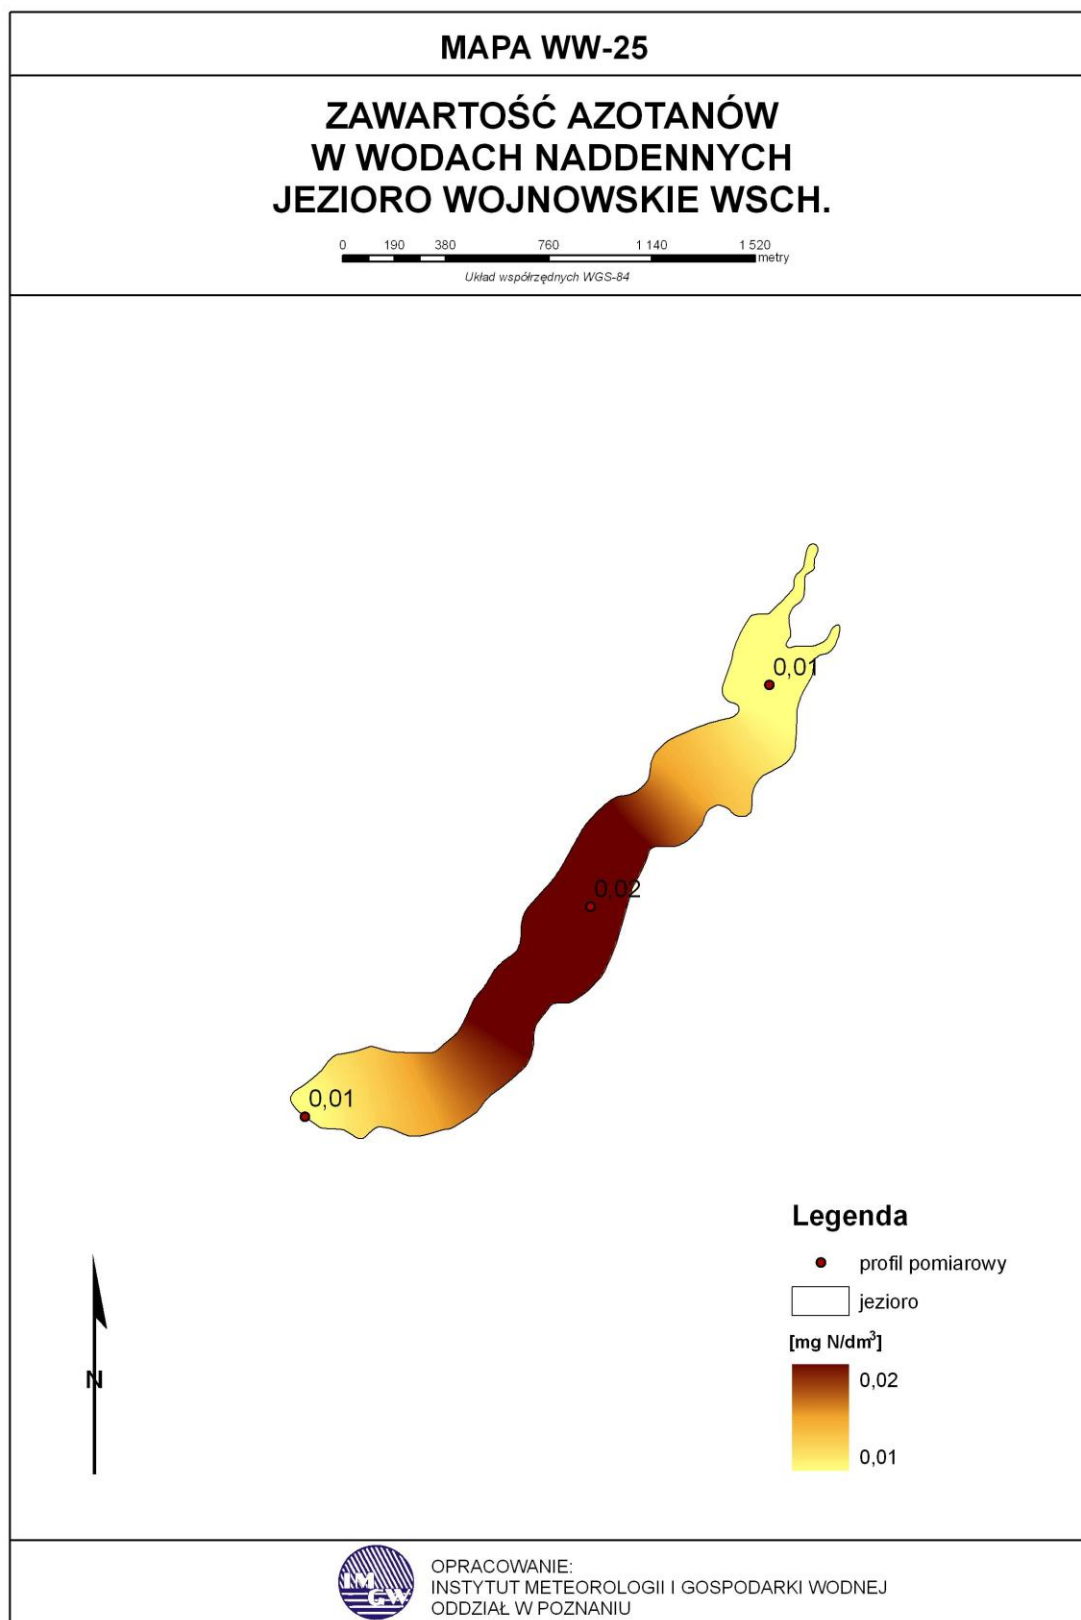 MAPA WW-25
ZAWARTOŚĆ AZOTANÓW
W WODACH NADDENNYCH
JEZIORO WOJNOWSKIE WSCH.
0 190 380 760 1 140 1 520
metry
Układ współrzędnych WGS-84
0,01
0,02
0,01
Legenda
profil pomiarowy
jezioro
[mg N/dm³]
0,02
0,01
N
IM
GW
OPRACOWANIE:
INSTYTUT METEOROLOGII I GOSPODARKI WODNEJ
ODDZIAŁ W POZNANIU